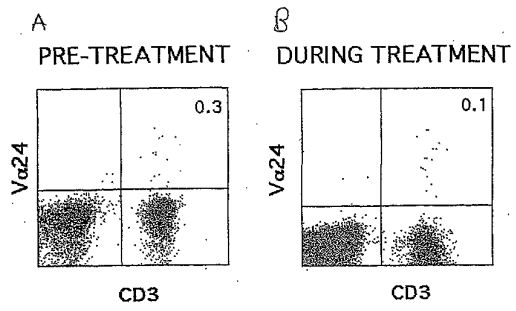 A
B
PRE-TREATMENT
DURING TREATMENT
0.3
0.1
Vα24
Vα24
CD3
CD3